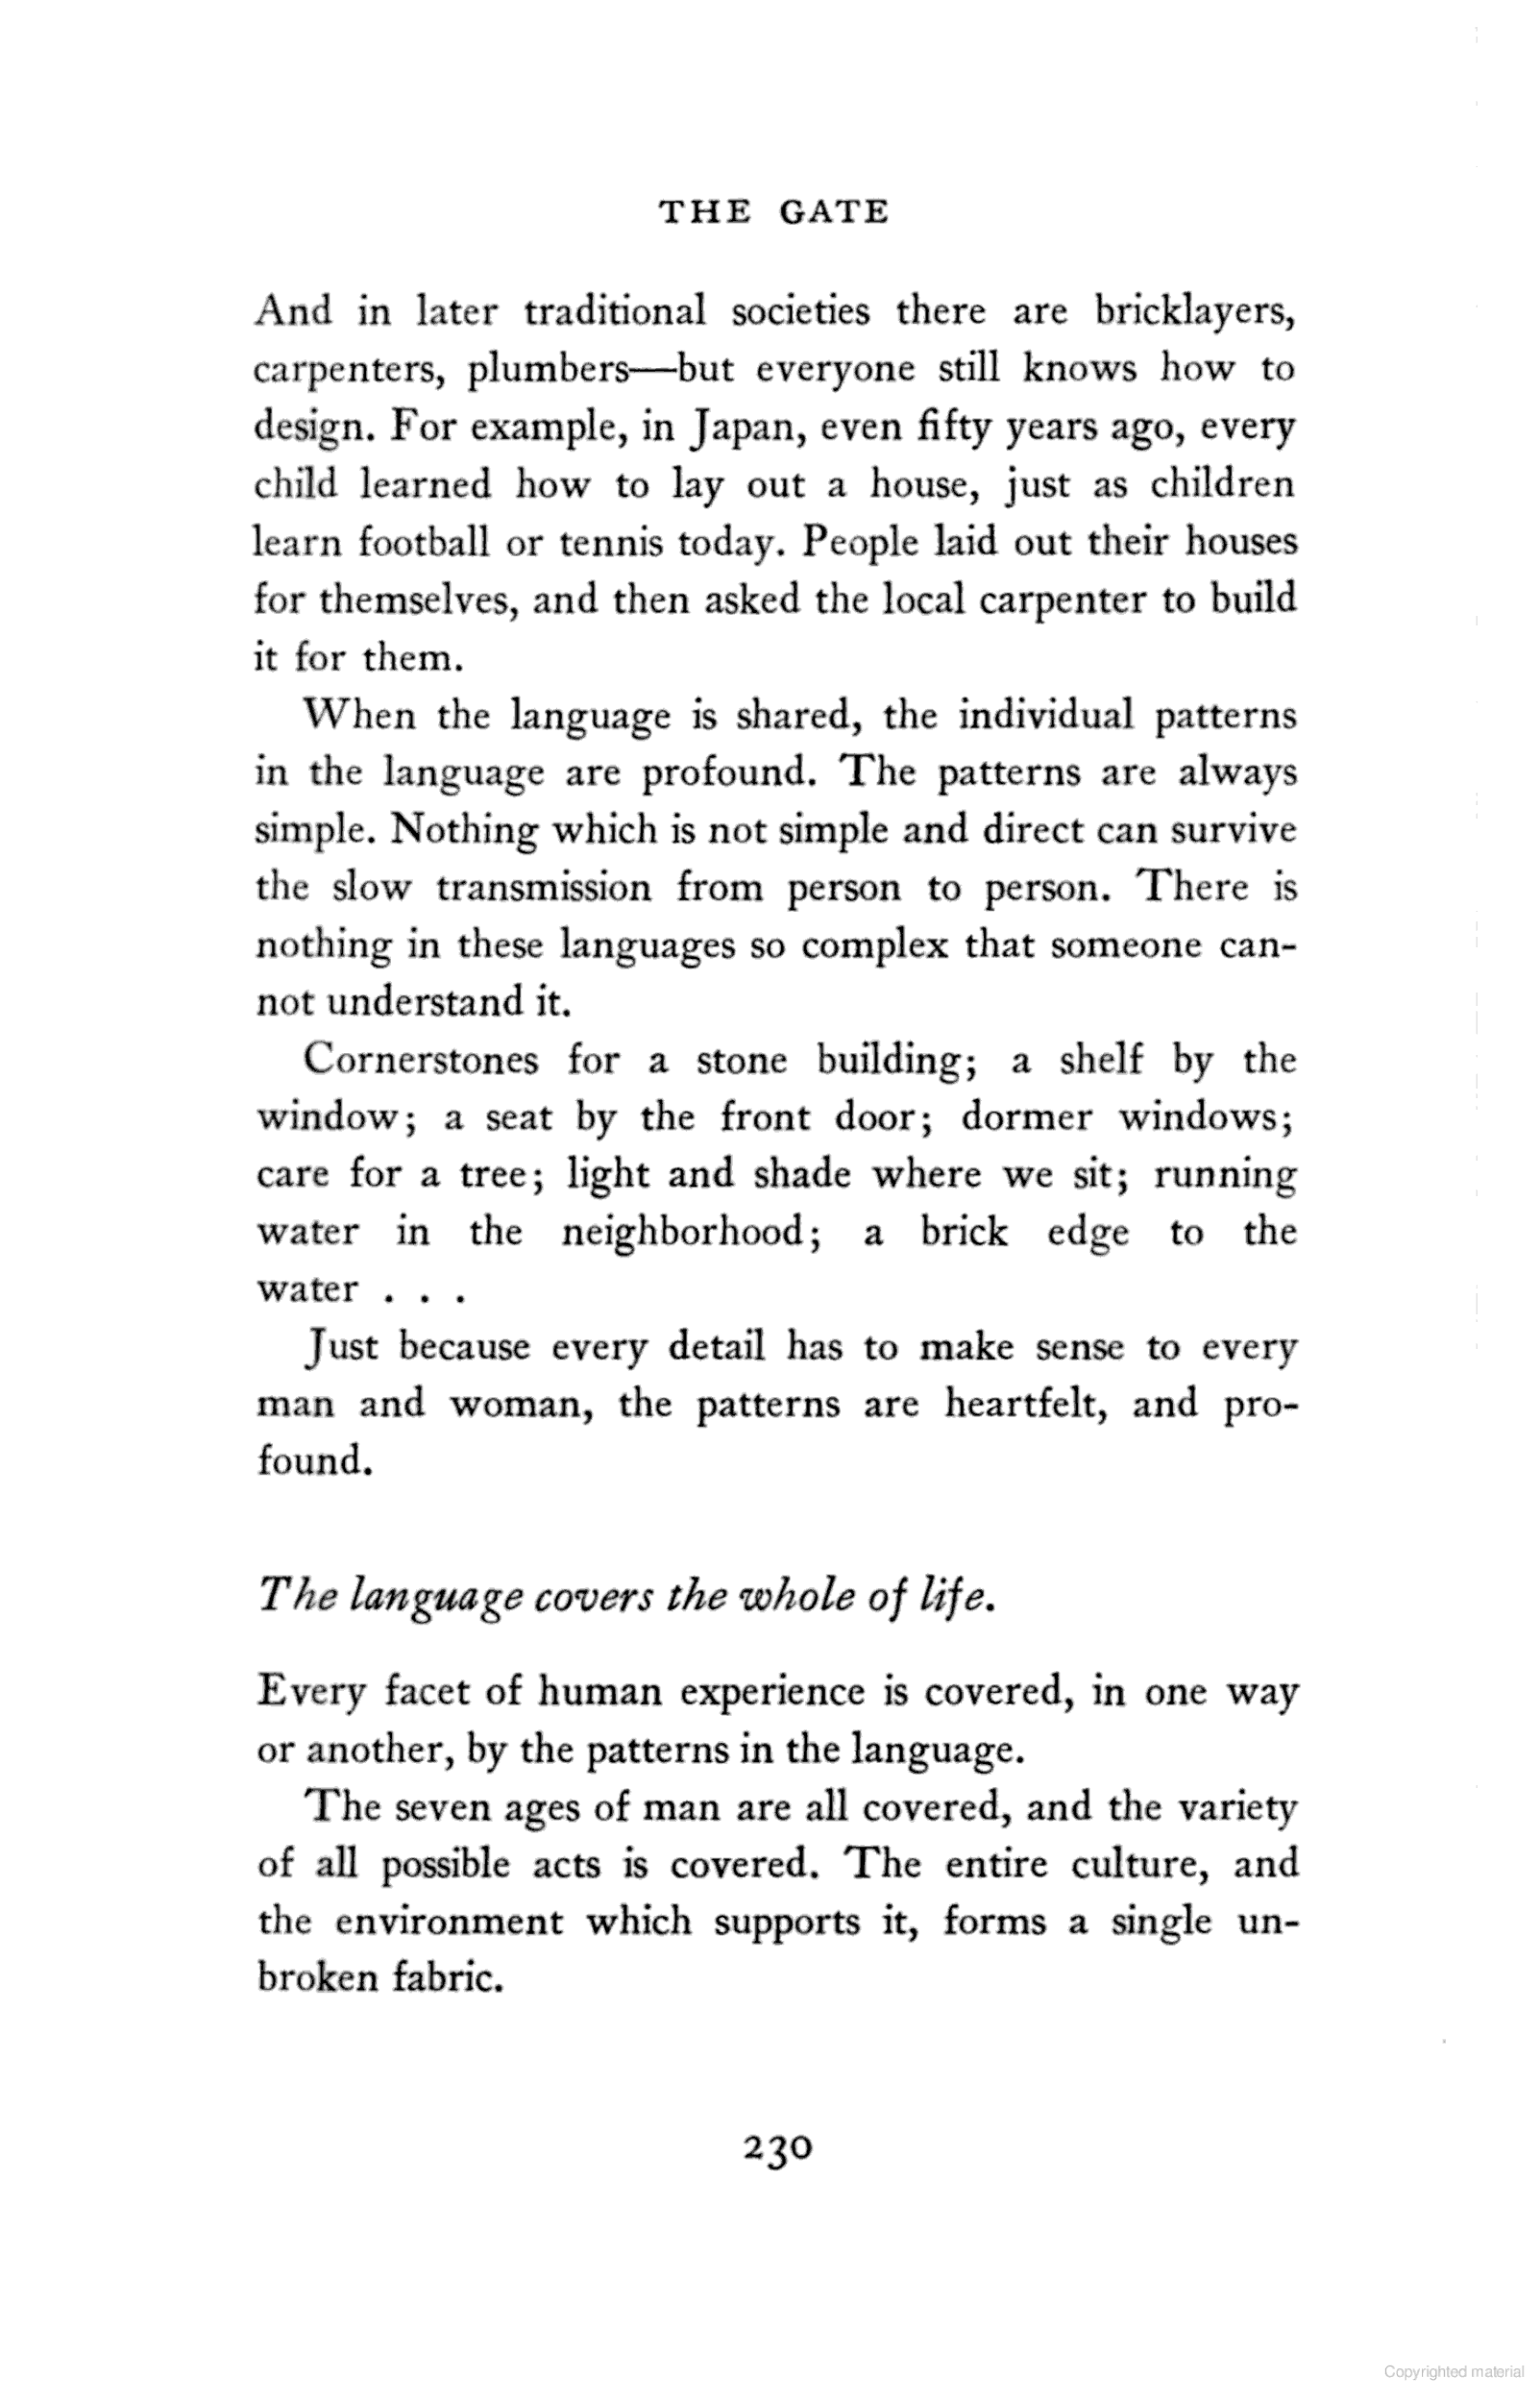 THE GATE
And in later traditional societies there are bricklayers,
carpenters, plumbers—but everyone still knows how to
design. For example, in Japan, even fifty years ago, every
child learned how to lay out a house, just as children
learn football or tennis today. People laid out their houses
for themselves, and then asked the local carpenter to build
it for them.
When the language is shared, the individual patterns
in the language are profound. The patterns are always
simple. Nothing which is not simple and direct can survive
the slow transmission from person to person. There is
nothing in these languages so complex that someone can-
not understand it.
Cornerstones for a stone building; a shelf by the
window; a seat by the front door; dormer windows;
care for a tree; light and shade where we sit; running
water in the neighborhood; a brick edge to the
water . . .
Just because every detail has to make sense to every
man and woman, the patterns are heartfelt, and pro-
found.
The language covers the whole of life.
Every facet of human experience is covered, in one way
or another, by the patterns in the language.
The seven ages of man are all covered, and the variety
of all possible acts is covered. The entire culture, and
the environment which supports it, forms a single un-
broken fabric.
230
Copyrighted material